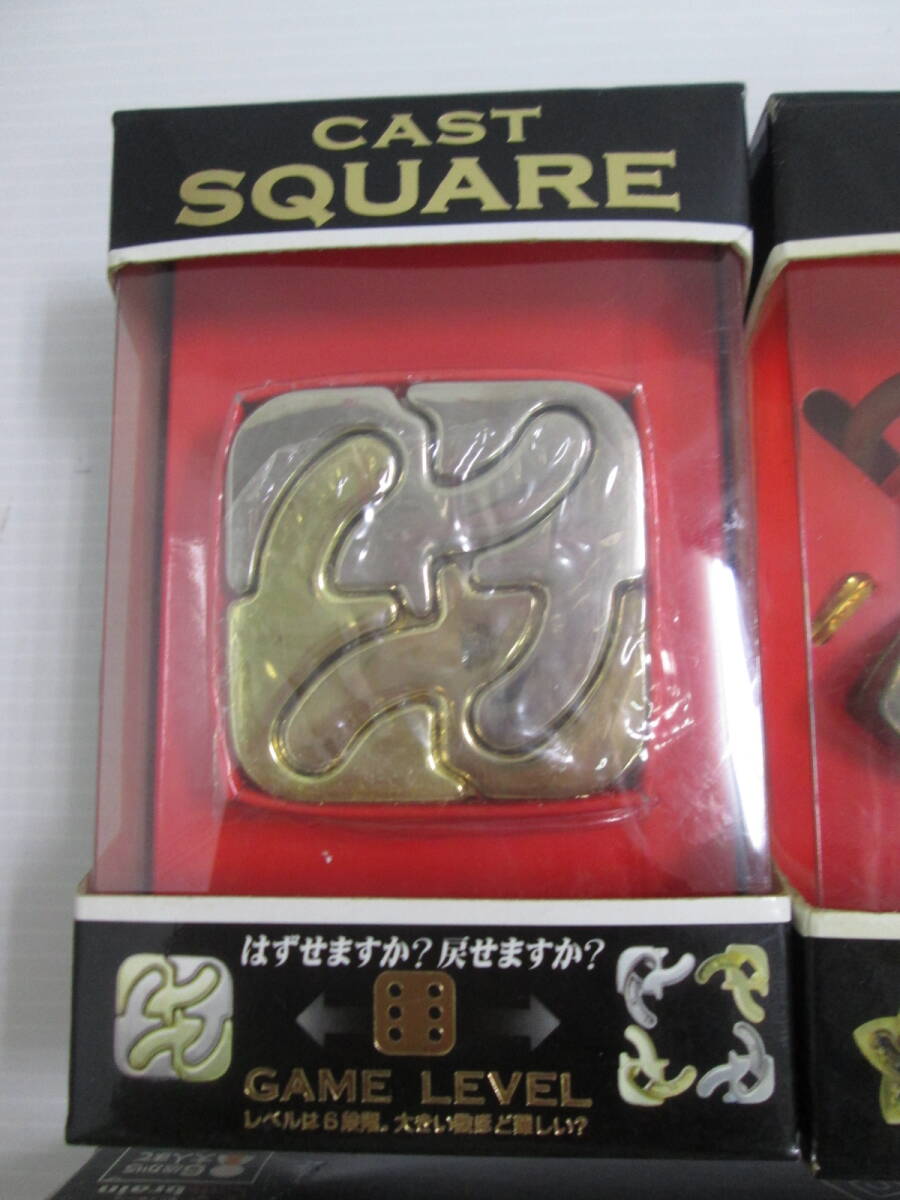 CAST
SQUARE
はずせますか?戻せますか?
GAME LEVEL
レベルは6段階。大きい数ほど難しい?
brain